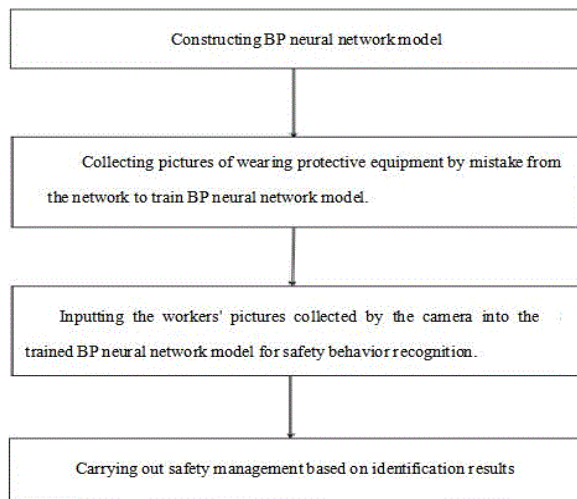 Constructing BP neural network model
Collecting pictures of wearing protective equipment by mistake from
the network to train BP neural network model.
Inputting the workers' pictures collected by the camera into the
trained BP neural network model for safety behavior recognition.
Carrying out safety management based on identification results